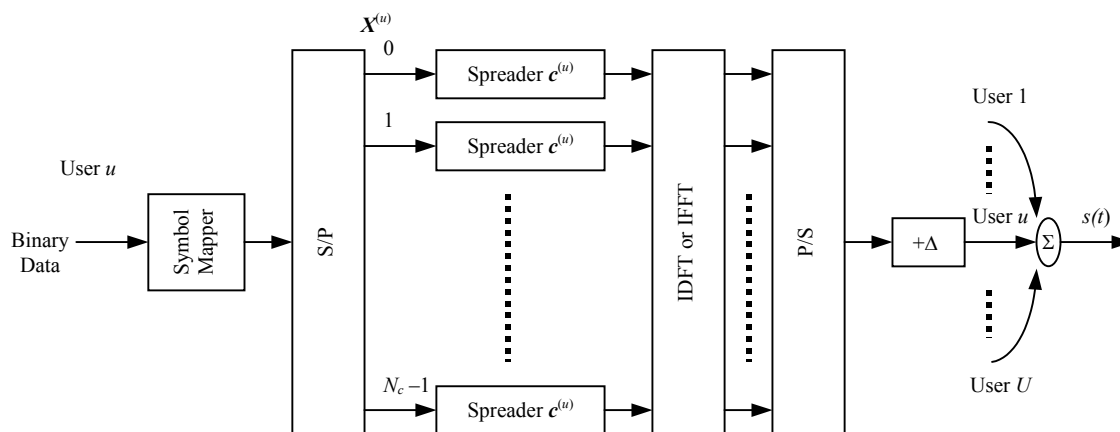 X^(u)
0
Spreader c^(u)
1
Spreader c^(u)
N_c –1
Spreader c^(u)
User u
Binary
Data
Symbol
Mapper
S/P
IDFT or IFFT
P/S
+Δ
User 1
User u
Σ
s(t)
User U